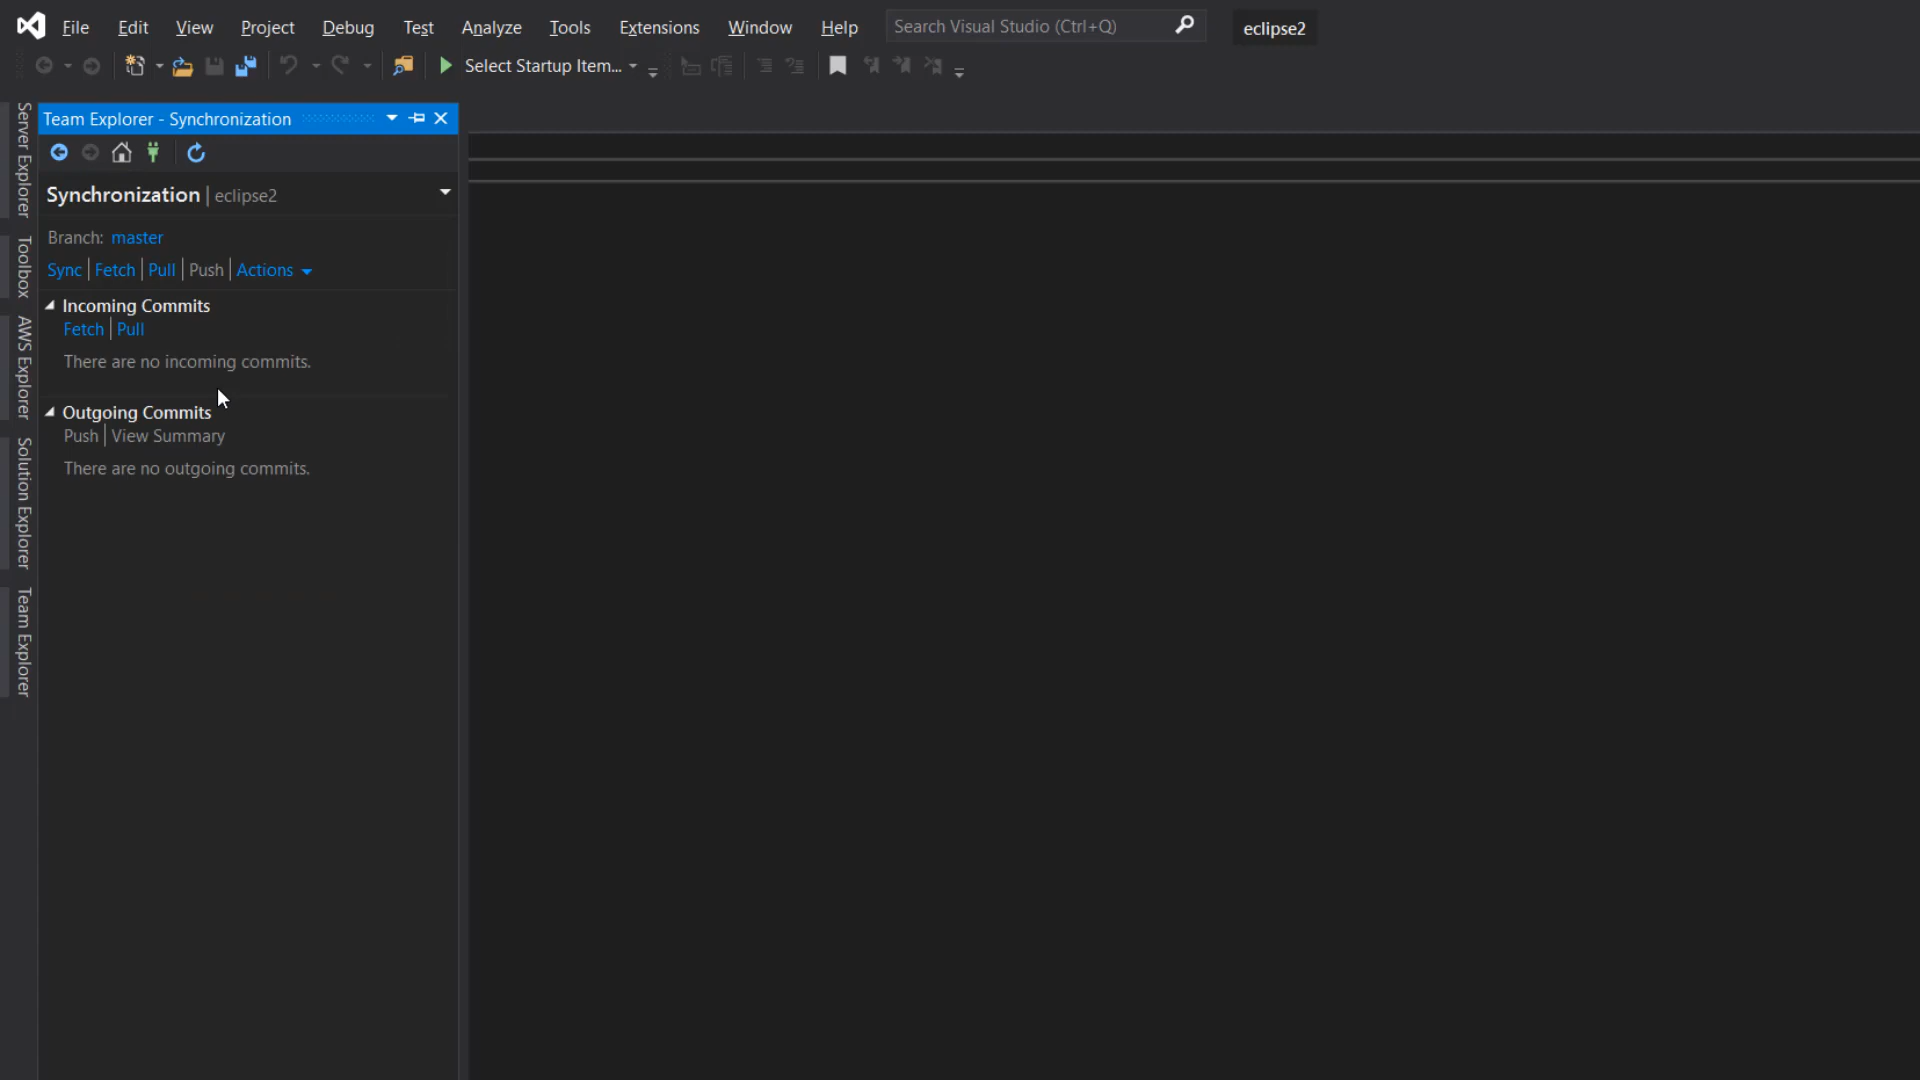 File Edit View Project Debug Test Analyze Tools Extensions Window Help Search Visual Studio (Ctrl+Q) eclipse2
Select Startup Item...
Server Explorer
Toolbox
AWS Explorer
Solution Explorer
Team Explorer
Team Explorer - Synchronization
Synchronization | eclipse2
Branch: master
Sync | Fetch | Pull | Push | Actions
Incoming Commits
Fetch | Pull
There are no incoming commits.
Outgoing Commits
Push | View Summary
There are no outgoing commits.